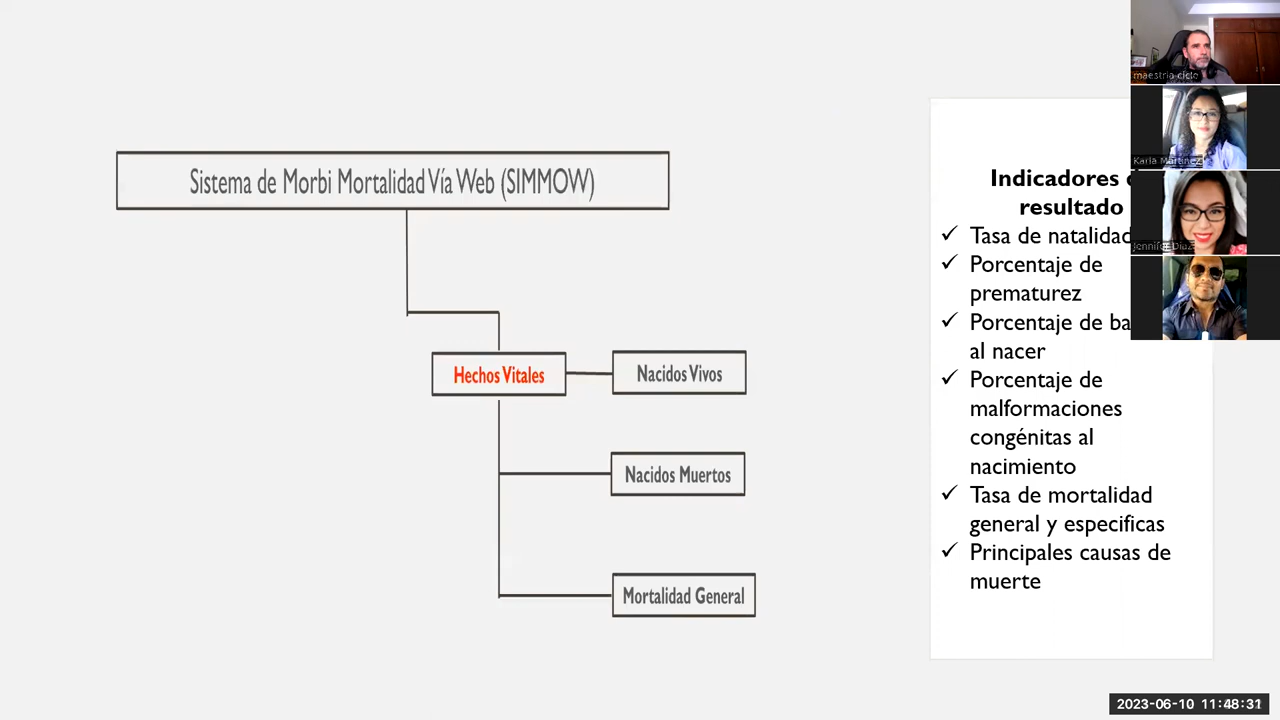 Sistema de Morbi Mortalidad Vía Web (SIMMOW)
Hechos Vitales
Nacidos Vivos
Nacidos Muertos
Mortalidad General
Indicadores
resultado
✓ Tasa de natalidad
✓ Porcentaje de
prematurez
✓ Porcentaje de
al nacer
✓ Porcentaje de
malformaciones
congénitas al
nacimiento
✓ Tasa de mortalidad
general y especificas
✓ Principales causas de
muerte
maestria-ciclo
Karla Martinez
Jennifer Diaz
2023-06-10 11:48:31